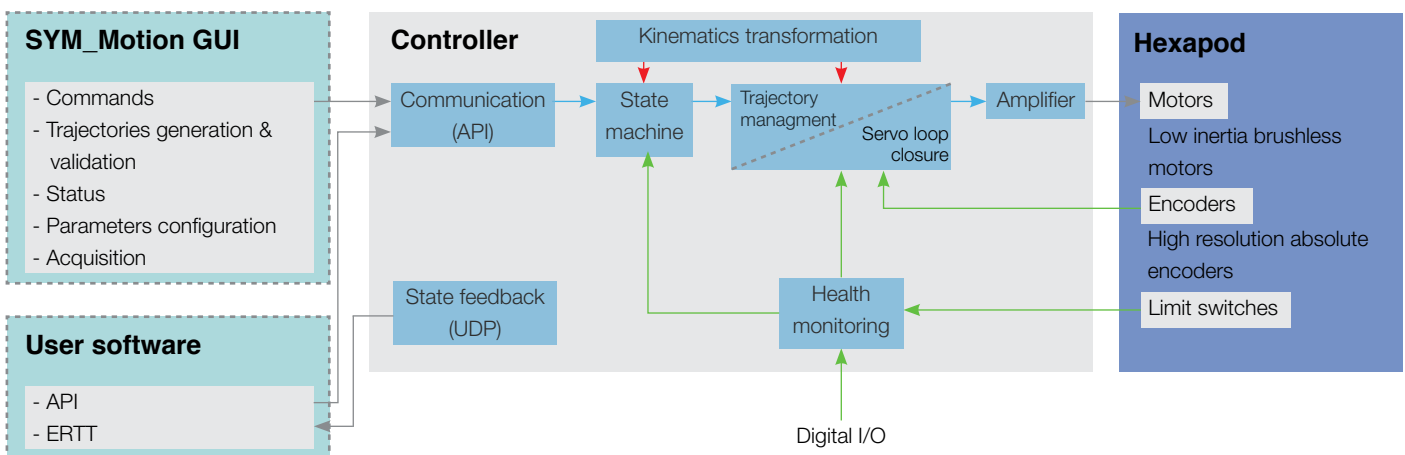 SYM_Motion GUI
- Commands
- Trajectories generation &
validation
- Status
- Parameters configuration
- Acquisition
User software
- API
- ERTT
Controller
Kinematics transformation
Communication
(API)
State
machine
Trajectory
managment
Servo loop
closure
Amplifier
State feedback
(UDP)
Health
monitoring
Digital I/O
Hexapod
Motors
Low inertia brushless
motors
Encoders
High resolution absolute
encoders
Limit switches